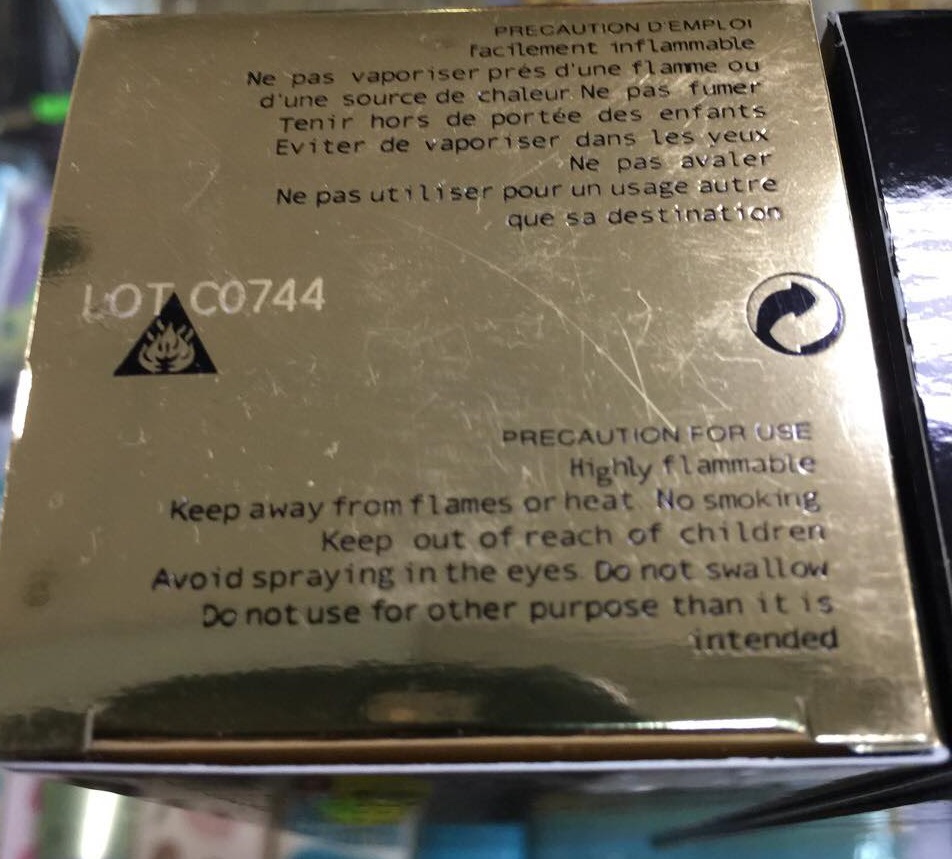 PRECAUTION D'EMPLOI
facilement inflammable
Ne pas vaporiser prés d'une flamme ou
d'une source de chaleur. Ne pas fumer
Tenir hors de portée des enfants
Eviter de vaporiser dans les yeux
Ne pas avaler
Ne pas utiliser pour un usage autre
que sa destination
LOT C0744
PRECAUTION FOR USE
Highly flammable
Keep away from flames or heat No smoking
Keep out of reach of children
Avoid spraying in the eyes Do not swallow
Do not use for other purpose than it is
intended